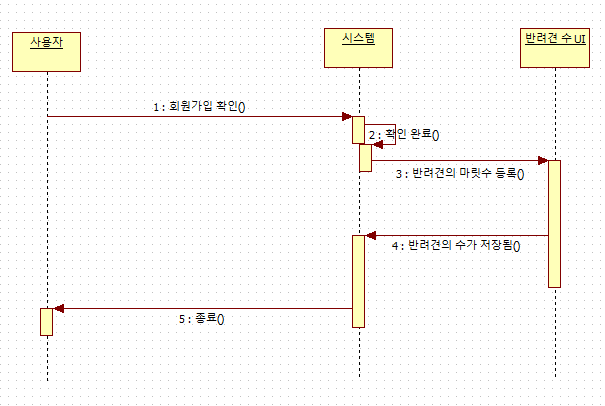 사용자
시스템
반려견 수 UI
1 : 회원가입 확인()
2 : 확인 완료()
3 : 반려견의 마릿수 등록()
4 : 반려견의 수가 저장됨()
5 : 종료()